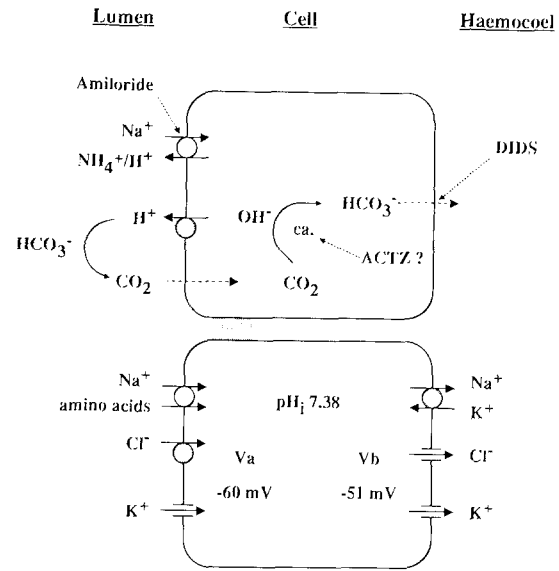 Lumen Cell Haemocoel
Amiloride
Na⁺
NH₄⁺/H⁺
DIDS
H⁺
OH⁻
HCO₃⁻
HCO₃⁻
ca.
ACTZ ?
CO₂
CO₂
Na⁺
amino acids
pHᵢ 7.38
Na⁺
K⁺
Cl⁻
Va
Vb
Cl⁻
-60 mV
-51 mV
K⁺
K⁺